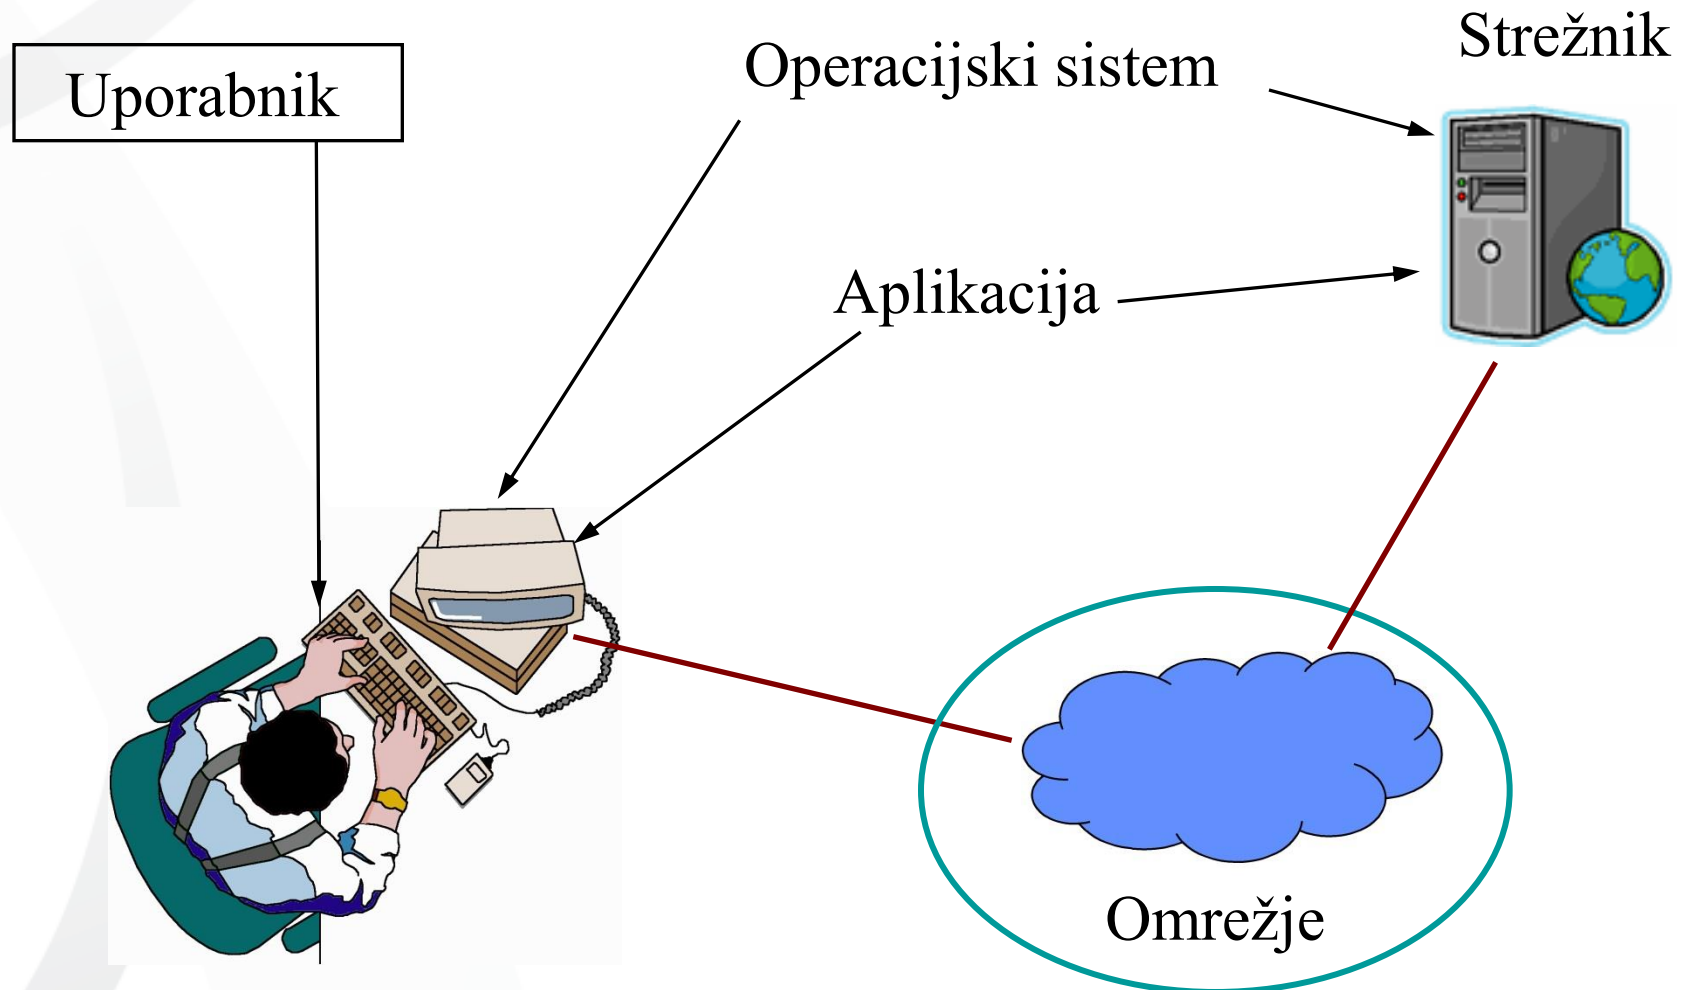 Strežnik
Operacijski sistem
Uporabnik
Aplikacija
Omrežje